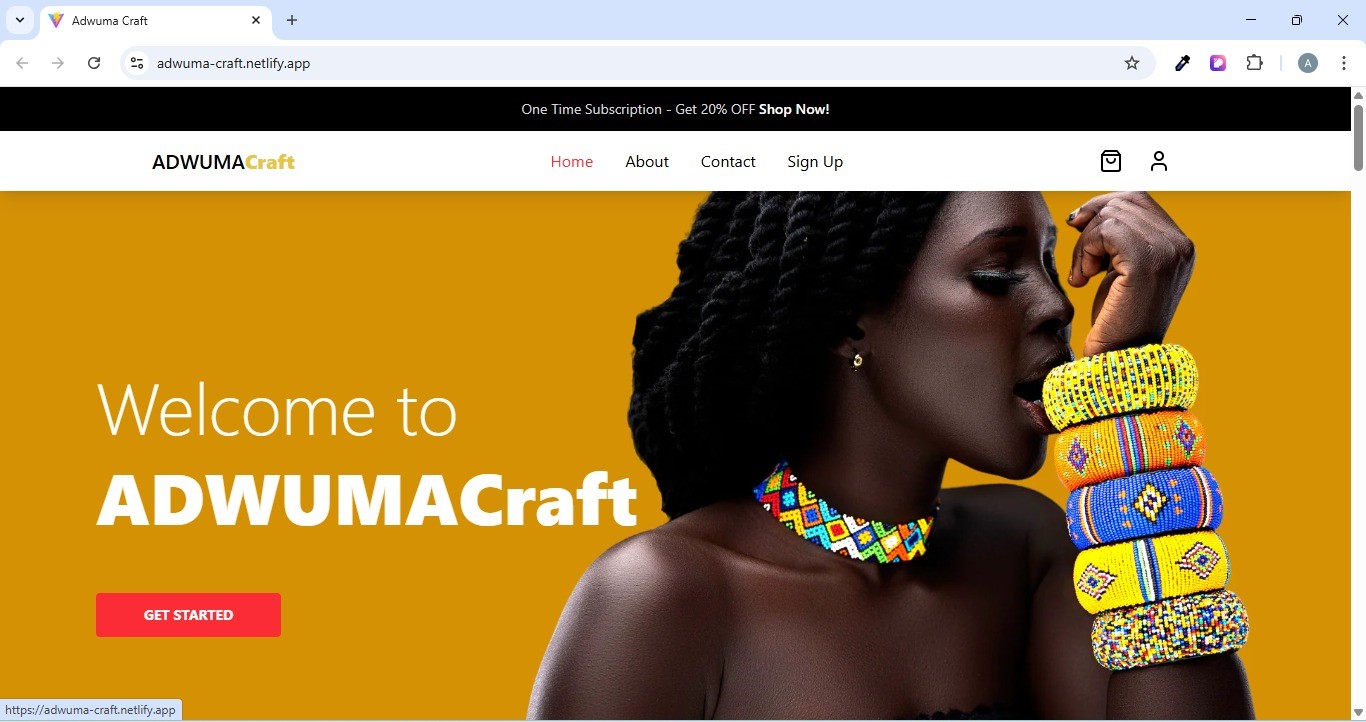 Adwuma Craft
adwuma-craft.netlify.app
A
One Time Subscription - Get 20% OFF Shop Now!
ADWUMACraft
Home About Contact Sign Up
Welcome to
ADWUMACraft
GET STARTED
https://adwuma-craft.netlify.app